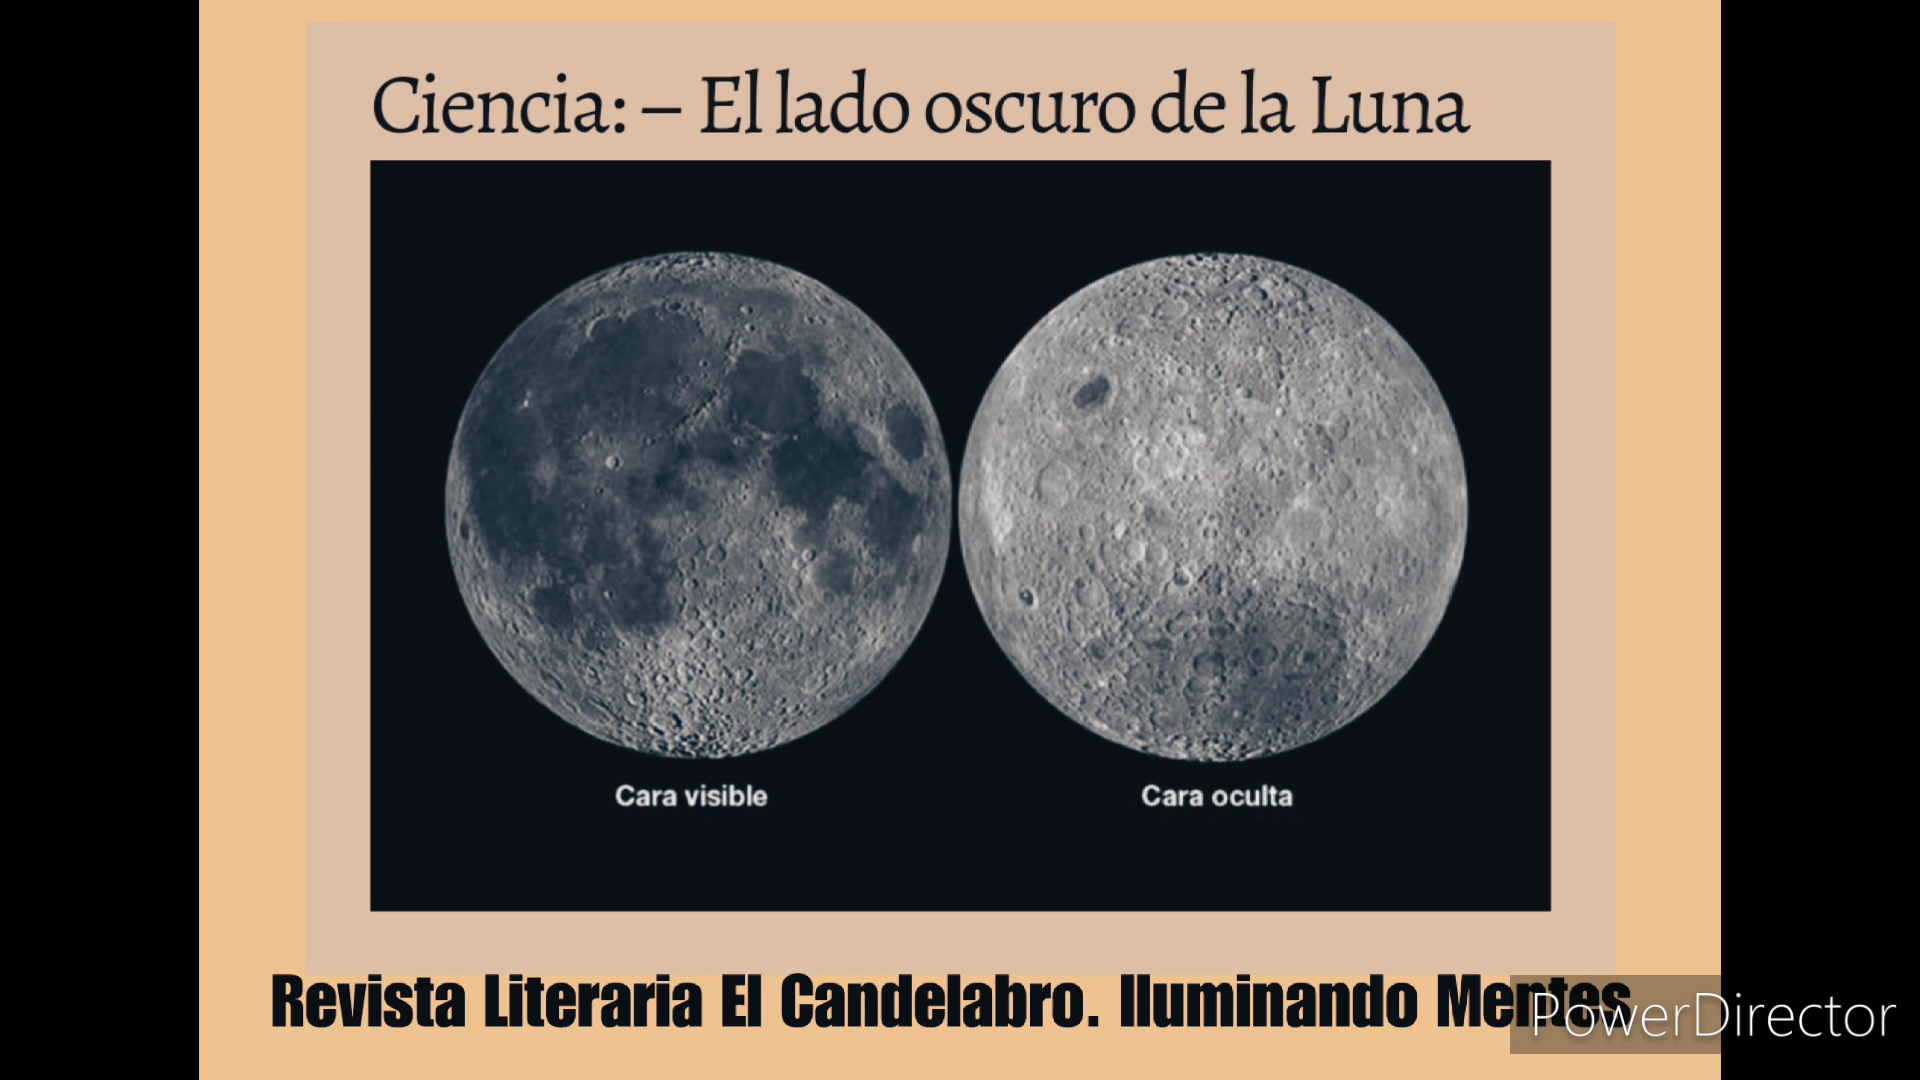 Ciencia: – El lado oscuro de la Luna
Cara visible
Cara oculta
Revista Literaria El Candelabro. Iluminando Mentes
PowerDirector